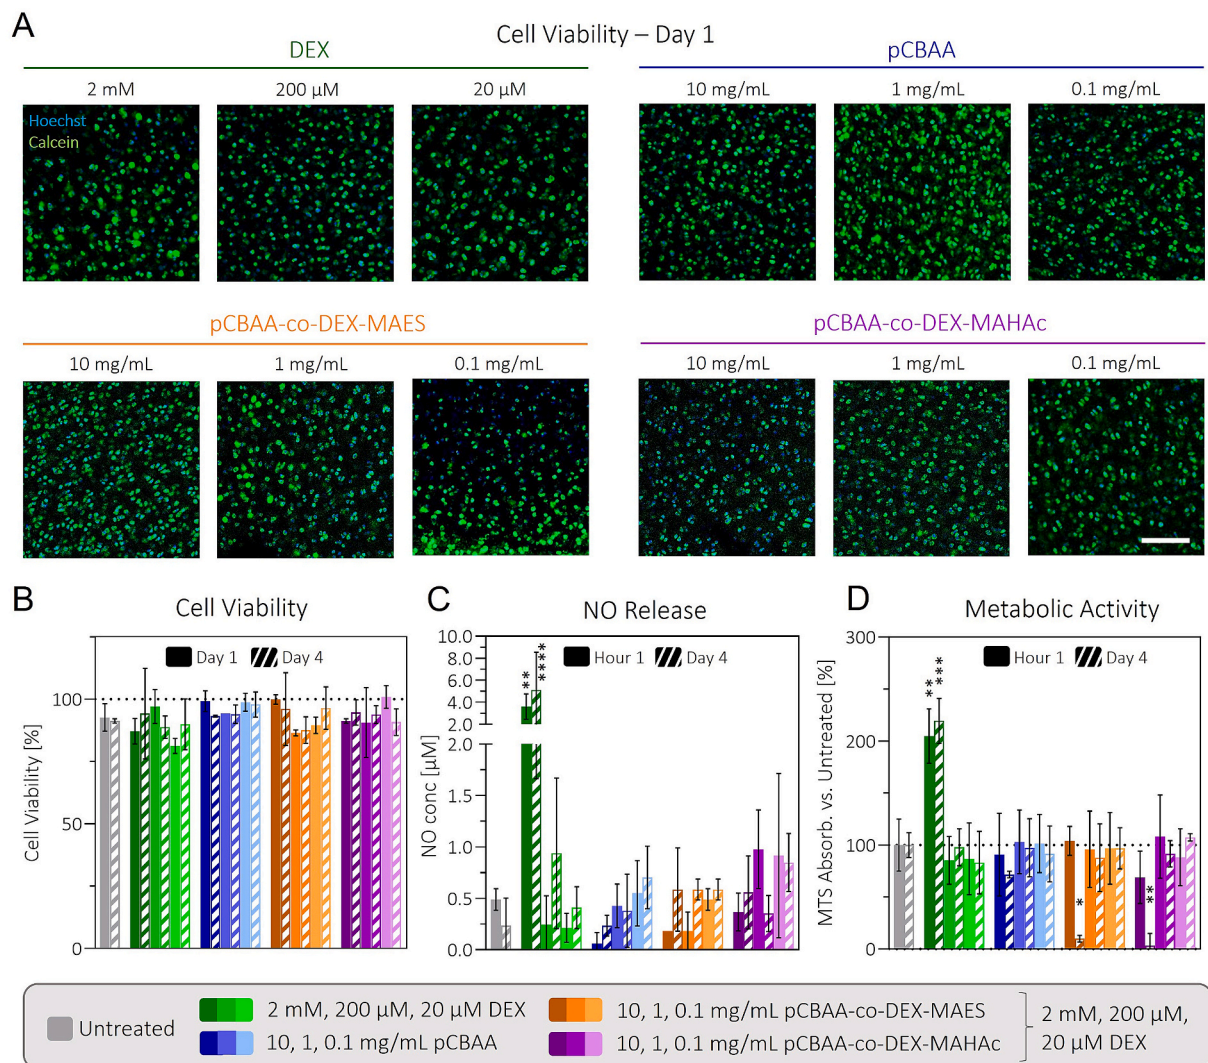 A
Cell Viability – Day 1
DEX
pCBAA
2 mM 200 µM 20 µM
10 mg/mL 1 mg/mL 0.1 mg/mL
Hoechst
Calcein
pCBAA-co-DEX-MAES
pCBAA-co-DEX-MAHAc
10 mg/mL 1 mg/mL 0.1 mg/mL
10 mg/mL 1 mg/mL 0.1 mg/mL
B
Cell Viability
Day 1 Day 4
Cell Viability [%]
100
50
0
C
NO Release
Hour 1 Day 4
NO conc [µM]
10.0
8.0
6.0
4.0
2.0
2.0
1.5
1.0
0.5
0.0
**
****
D
Metabolic Activity
Hour 1 Day 4
MTS Absorb. vs. Untreated [%]
300
200
100
0
**
***
*
**
Untreated
2 mM, 200 µM, 20 µM DEX
10, 1, 0.1 mg/mL pCBAA
10, 1, 0.1 mg/mL pCBAA-co-DEX-MAES
10, 1, 0.1 mg/mL pCBAA-co-DEX-MAHAc
2 mM, 200 µM,
20 µM DEX